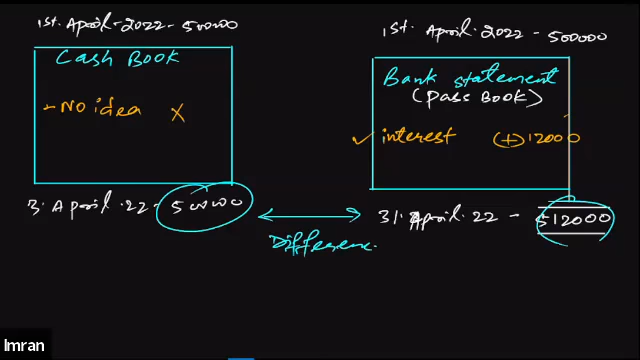 1st. April - 2022 - 500000
Cash Book
- No idea X
3. April. 22 - 500000
1st. April. 2022 - 500000
Bank statement
(Pass Book)
✓ interest (+) 12000
31. April. 22 - 512000
Difference.
Imran